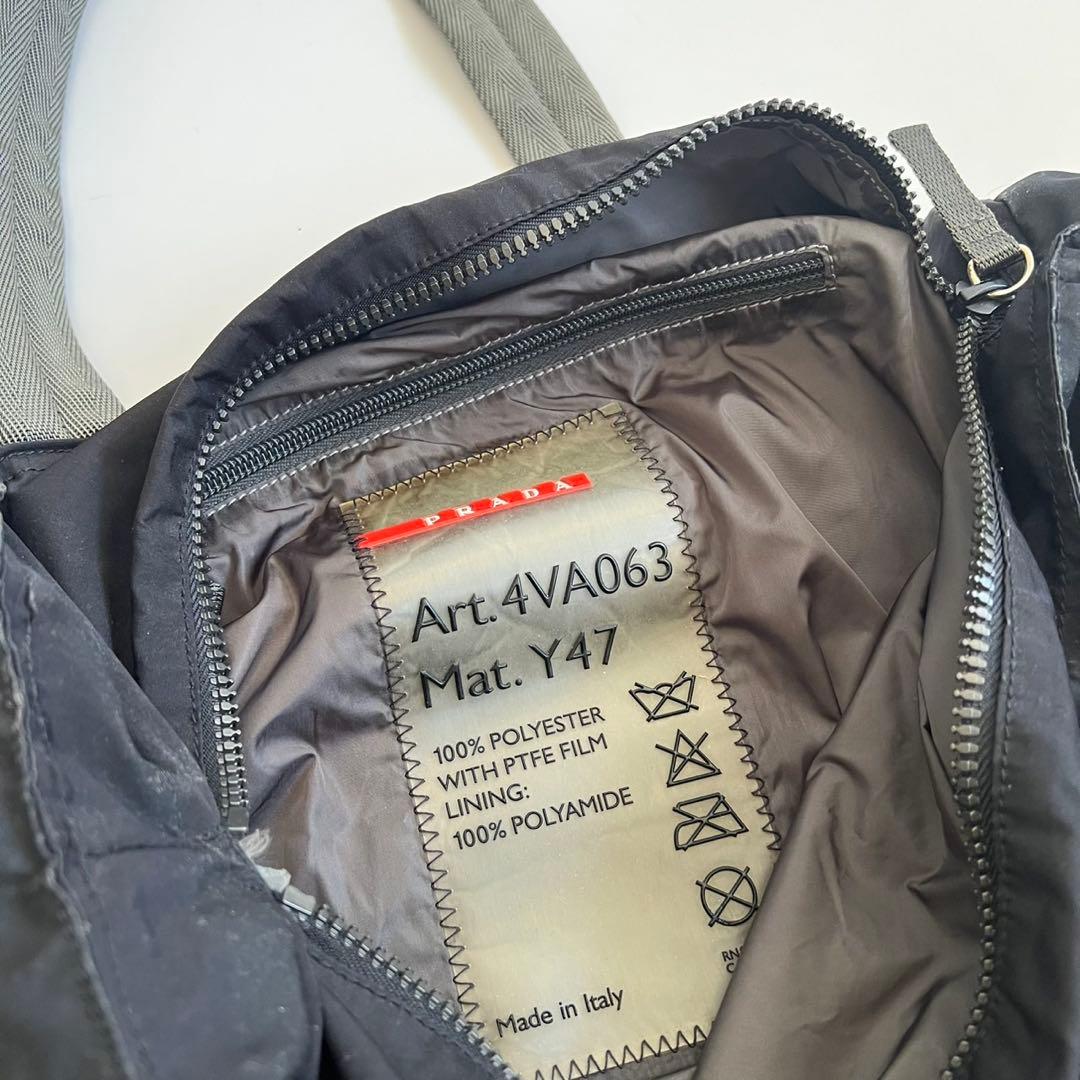 PRADA
Art. 4VA063
Mat. Y47
100% POLYESTER
WITH PTFE FILM
LINING:
100% POLYAMIDE
Made in Italy